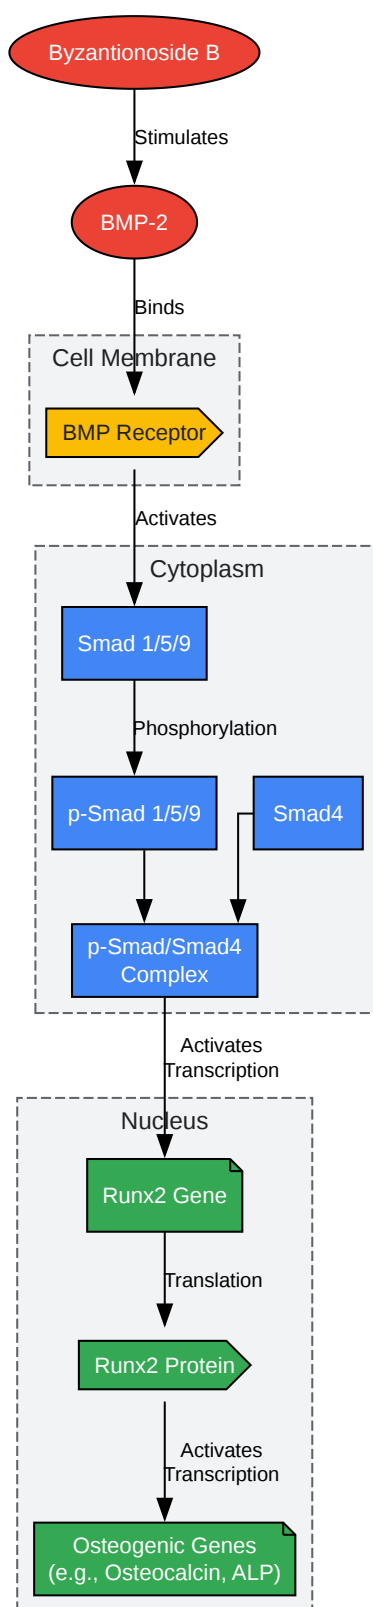 Byzantionoside B
Stimulates
BMP-2
Binds
Cell Membrane
BMP Receptor
Activates
Cytoplasm
Smad 1/5/9
Phosphorylation
p-Smad 1/5/9
Smad4
p-Smad/Smad4
Complex
Activates
Transcription
Nucleus
Runx2 Gene
Translation
Runx2 Protein
Activates
Transcription
Osteogenic Genes
(e.g., Osteocalcin, ALP)